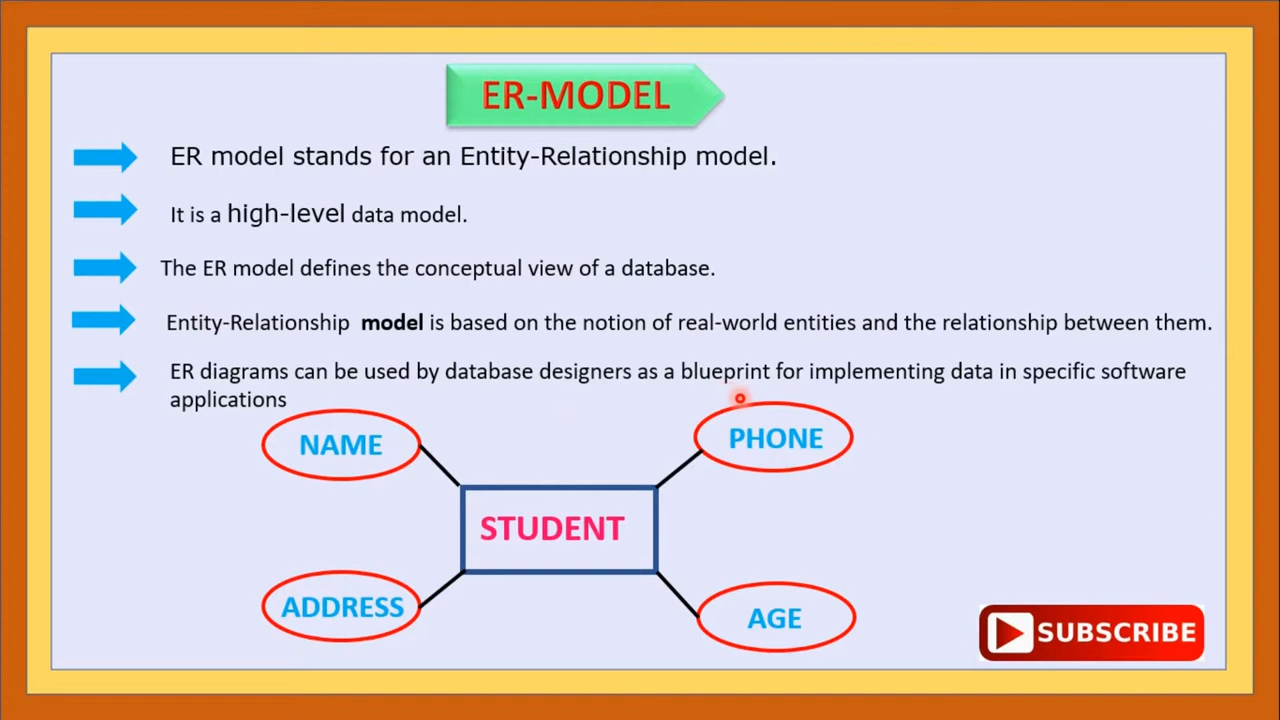 ER-MODEL
ER model stands for an Entity-Relationship model.
It is a high-level data model.
The ER model defines the conceptual view of a database.
Entity-Relationship model is based on the notion of real-world entities and the relationship between them.
ER diagrams can be used by database designers as a blueprint for implementing data in specific software
applications
NAME
PHONE
STUDENT
ADDRESS
AGE
SUBSCRIBE